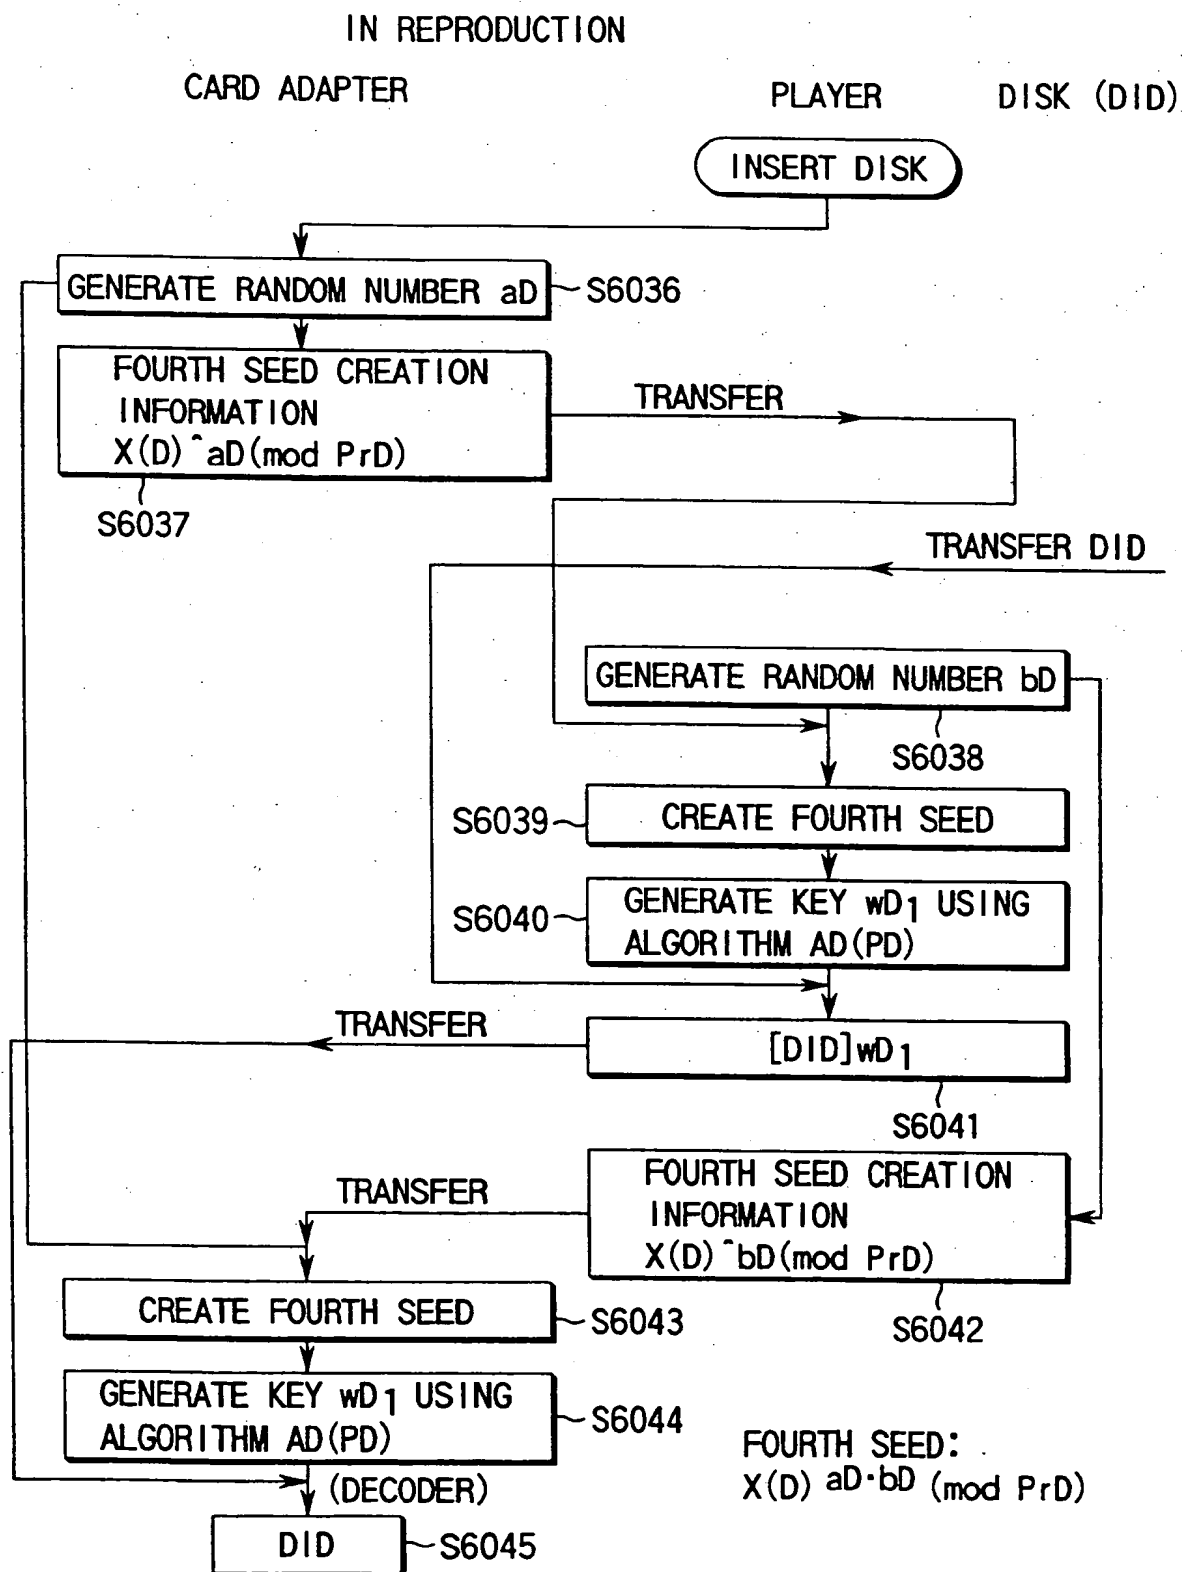 IN REPRODUCTION
CARD ADAPTER
PLAYER
DISK (DID)
INSERT DISK
GENERATE RANDOM NUMBER aD
S6036
FOURTH SEED CREATION
INFORMATION
X(D)^aD(mod PrD)
S6037
TRANSFER
TRANSFER DID
GENERATE RANDOM NUMBER bD
S6038
S6039
CREATE FOURTH SEED
S6040
GENERATE KEY wD1 USING
ALGORITHM AD(PD)
TRANSFER
[DID]wD1
S6041
TRANSFER
FOURTH SEED CREATION
INFORMATION
X(D)^bD(mod PrD)
S6042
CREATE FOURTH SEED
S6043
GENERATE KEY wD1 USING
ALGORITHM AD(PD)
S6044
(DECODER)
DID
S6045
FOURTH SEED:
X(D) aD·bD (mod PrD)